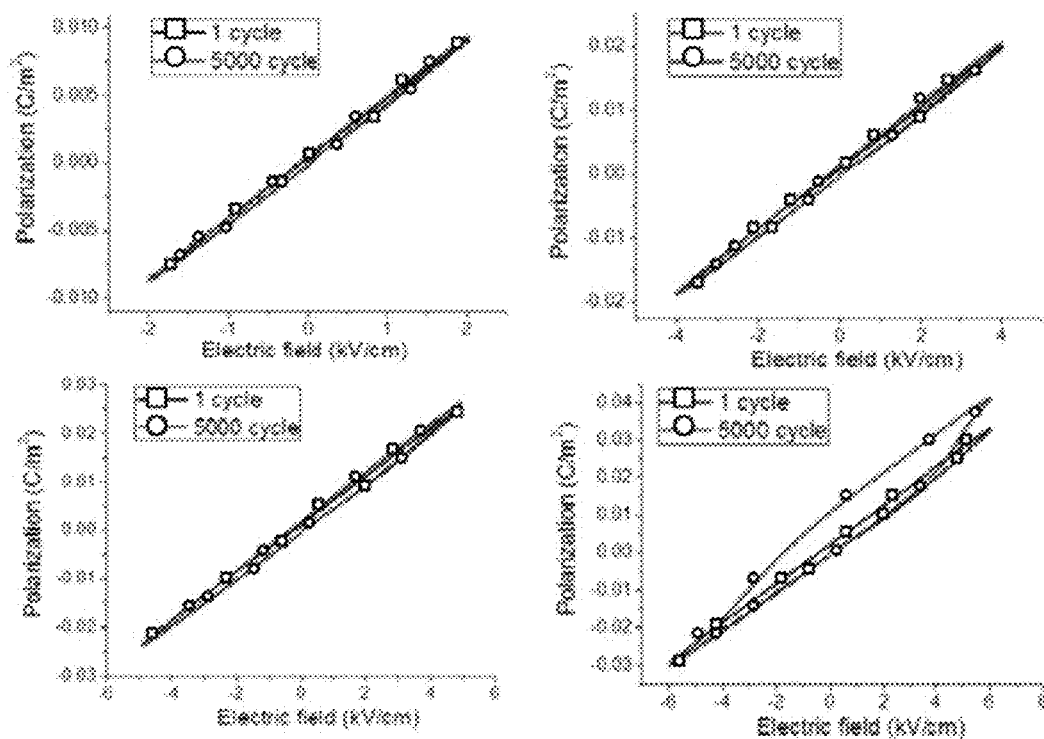 0.010
0.005
0.000
-0.005
-0.010
Polarization (C/m²)
1 cycle
5000 cycle
-2 -1 0 1 2
Electric field (kV/cm)
0.02
0.01
0.00
-0.01
-0.02
Polarization (C/m²)
1 cycle
5000 cycle
-4 -2 0 2 4
Electric field (kV/cm)
0.03
0.02
0.01
0.00
-0.01
-0.02
-0.03
Polarization (C/m²)
1 cycle
5000 cycle
-6 -4 -2 0 2 4 6
Electric field (kV/cm)
0.04
0.03
0.02
0.01
0.00
-0.01
-0.02
-0.03
Polarization (C/m²)
1 cycle
5000 cycle
-6 -4 -2 0 2 4 6 8
Electric field (kV/cm)